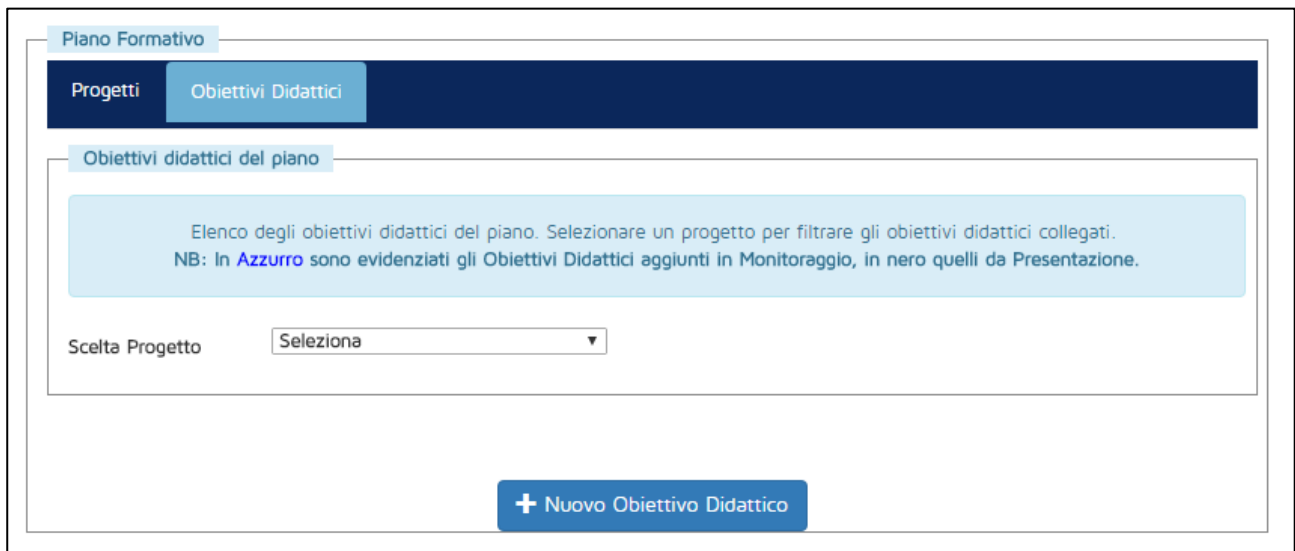 Piano Formativo
Progetti Obiettivi Didattici
Obiettivi didattici del piano
Elenco degli obiettivi didattici del piano. Selezionare un progetto per filtrare gli obiettivi didattici collegati.
NB: In Azzurro sono evidenziati gli Obiettivi Didattici aggiunti in Monitoraggio, in nero quelli da Presentazione.
Scelta Progetto Seleziona
+ Nuovo Obiettivo Didattico